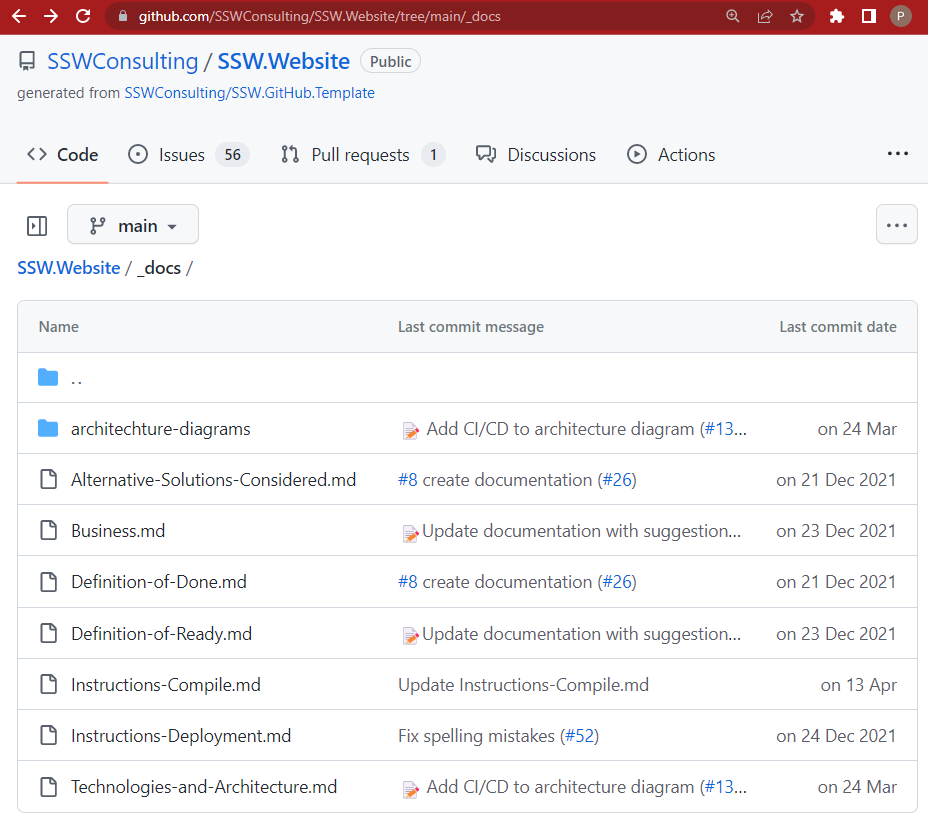 github.com/SSWConsulting/SSW.Website/tree/main/_docs
P
SSWConsulting / SSW.Website Public
generated from SSWConsulting/SSW.GitHub.Template
Code Issues 56 Pull requests 1 Discussions Actions ...
main ...
SSW.Website / _docs /
Name Last commit message Last commit date
..
architechture-diagrams Add CI/CD to architecture diagram (#13... on 24 Mar
Alternative-Solutions-Considered.md #8 create documentation (#26) on 21 Dec 2021
Business.md Update documentation with suggestion... on 23 Dec 2021
Definition-of-Done.md #8 create documentation (#26) on 21 Dec 2021
Definition-of-Ready.md Update documentation with suggestion... on 23 Dec 2021
Instructions-Compile.md Update Instructions-Compile.md on 13 Apr
Instructions-Deployment.md Fix spelling mistakes (#52) on 24 Dec 2021
Technologies-and-Architecture.md Add CI/CD to architecture diagram (#13... on 24 Mar